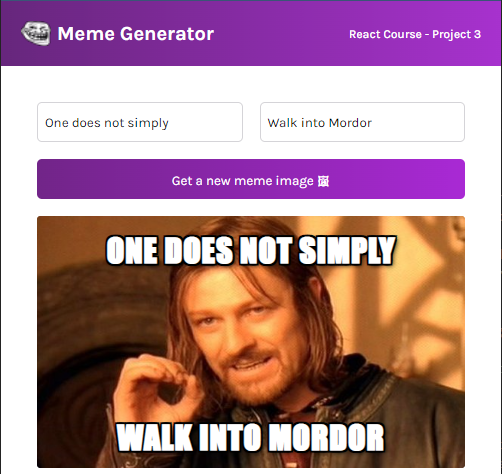 Meme Generator
React Course - Project 3
One does not simply
Walk into Mordor
Get a new meme image 🖼
ONE DOES NOT SIMPLY
WALK INTO MORDOR